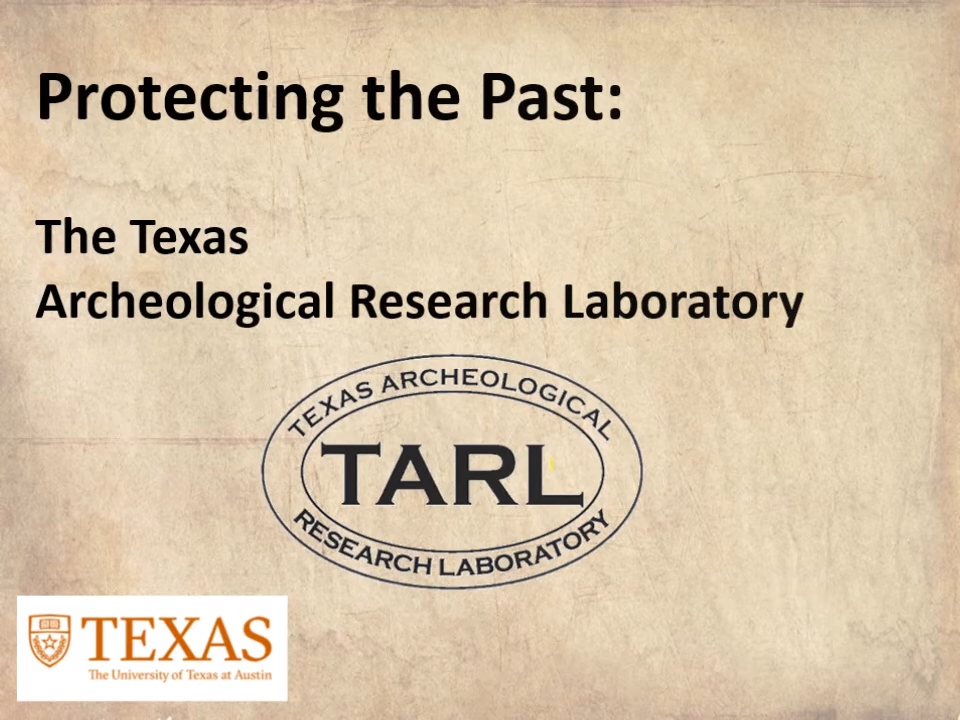 Protecting the Past:
The Texas
Archeological Research Laboratory
TEXAS ARCHEOLOGICAL
TARL
RESEARCH LABORATORY
TEXAS
The University of Texas at Austin